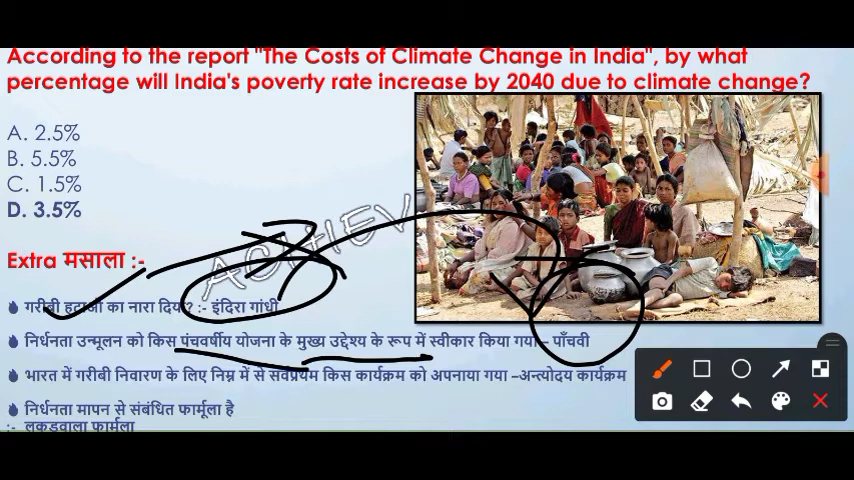 According to the report "The Costs of Climate Change in India", by what
percentage will India's poverty rate increase by 2040 due to climate change?
A. 2.5%
B. 5.5%
C. 1.5%
D. 3.5%
ACHIEV
Extra मसाला :-
गरीबी हटाओ का नारा दिया ? :- इंदिरा गांधी
निर्धनता उन्मूलन को किस पंचवर्षीय योजना के मुख्य उद्देश्य के रूप में स्वीकार किया गया – पाँचवी
भारत में गरीबी निवारण के लिए निम्न में से सर्वप्रथम किस कार्यक्रम को अपनाया गया –अन्त्योदय कार्यक्रम
निर्धनता मापन से संबंधित फार्मूला है
:- लकड़वाला फार्मूला